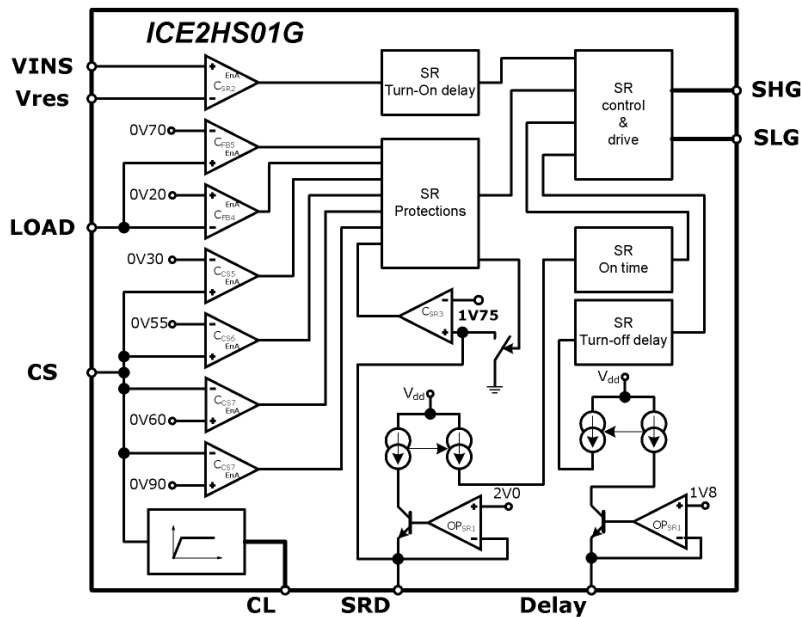 ICE2HS01G
VINS
Vres
EnA
CSR2
SR
Turn-On delay
SR
control
&
drive
SHG
SLG
0V70
CFB5
EnA
0V20
EnA
CFB4
LOAD
SR
Protections
0V30
CCS5
EnA
SR
On time
CSR3
1V75
0V55
CCS6
EnA
SR
Turn-off delay
CS
CCS7
EnA
0V60
Vdd
Vdd
CCS7
EnA
0V90
2V0
OPSR1
1V8
OPSR1
CL
SRD
Delay